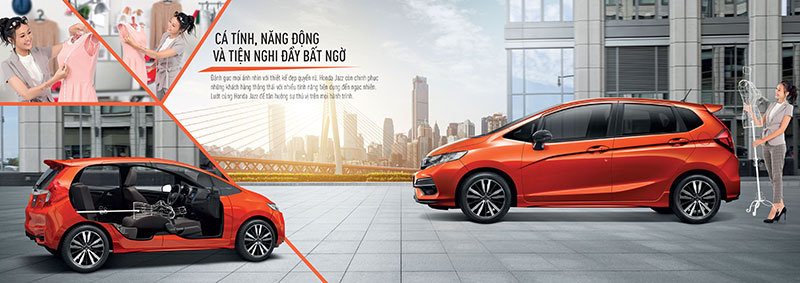 CÁ TÍNH, NĂNG ĐỘNG
VÀ TIỆN NGHI ĐẦY BẤT NGỜ
Đánh gục mọi ánh nhìn với thiết kế đẹp quyến rũ, Honda Jazz còn chinh phục
những khách hàng thông thái với nhiều tính năng bên trong đến ngạc nhiên.
Lướt cùng Honda Jazz để tận hưởng sự thú vị trên mọi hành trình.